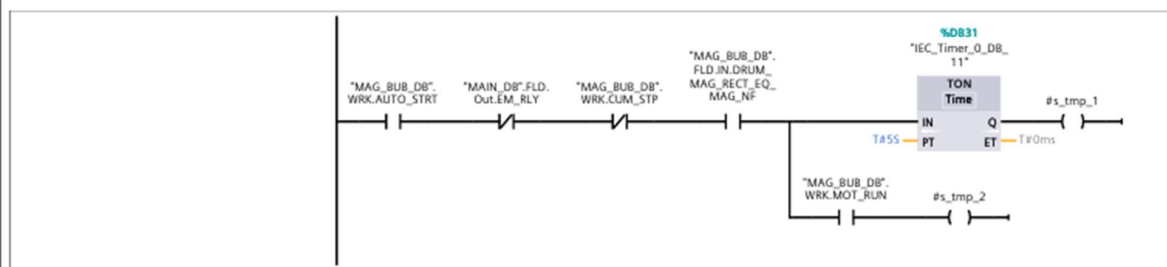 %DB31
"IEC_Timer_0_DB_
11"
"MAG_BUB_DB".
FLD.IN.DRUM_
MAG_RECT_EQ_
MAG_NF
"MAG_BUB_DB".
WRK.AUTO_STRT
"MAIN_DB".FLD.
Out.EM_RLY
"MAG_BUB_DB".
WRK.CUM_STP
TON
Time
#s_tmp_1
IN
Q
T#5S
PT
ET
T#0ms
"MAG_BUB_DB".
WRK.MOT_RUN
#s_tmp_2